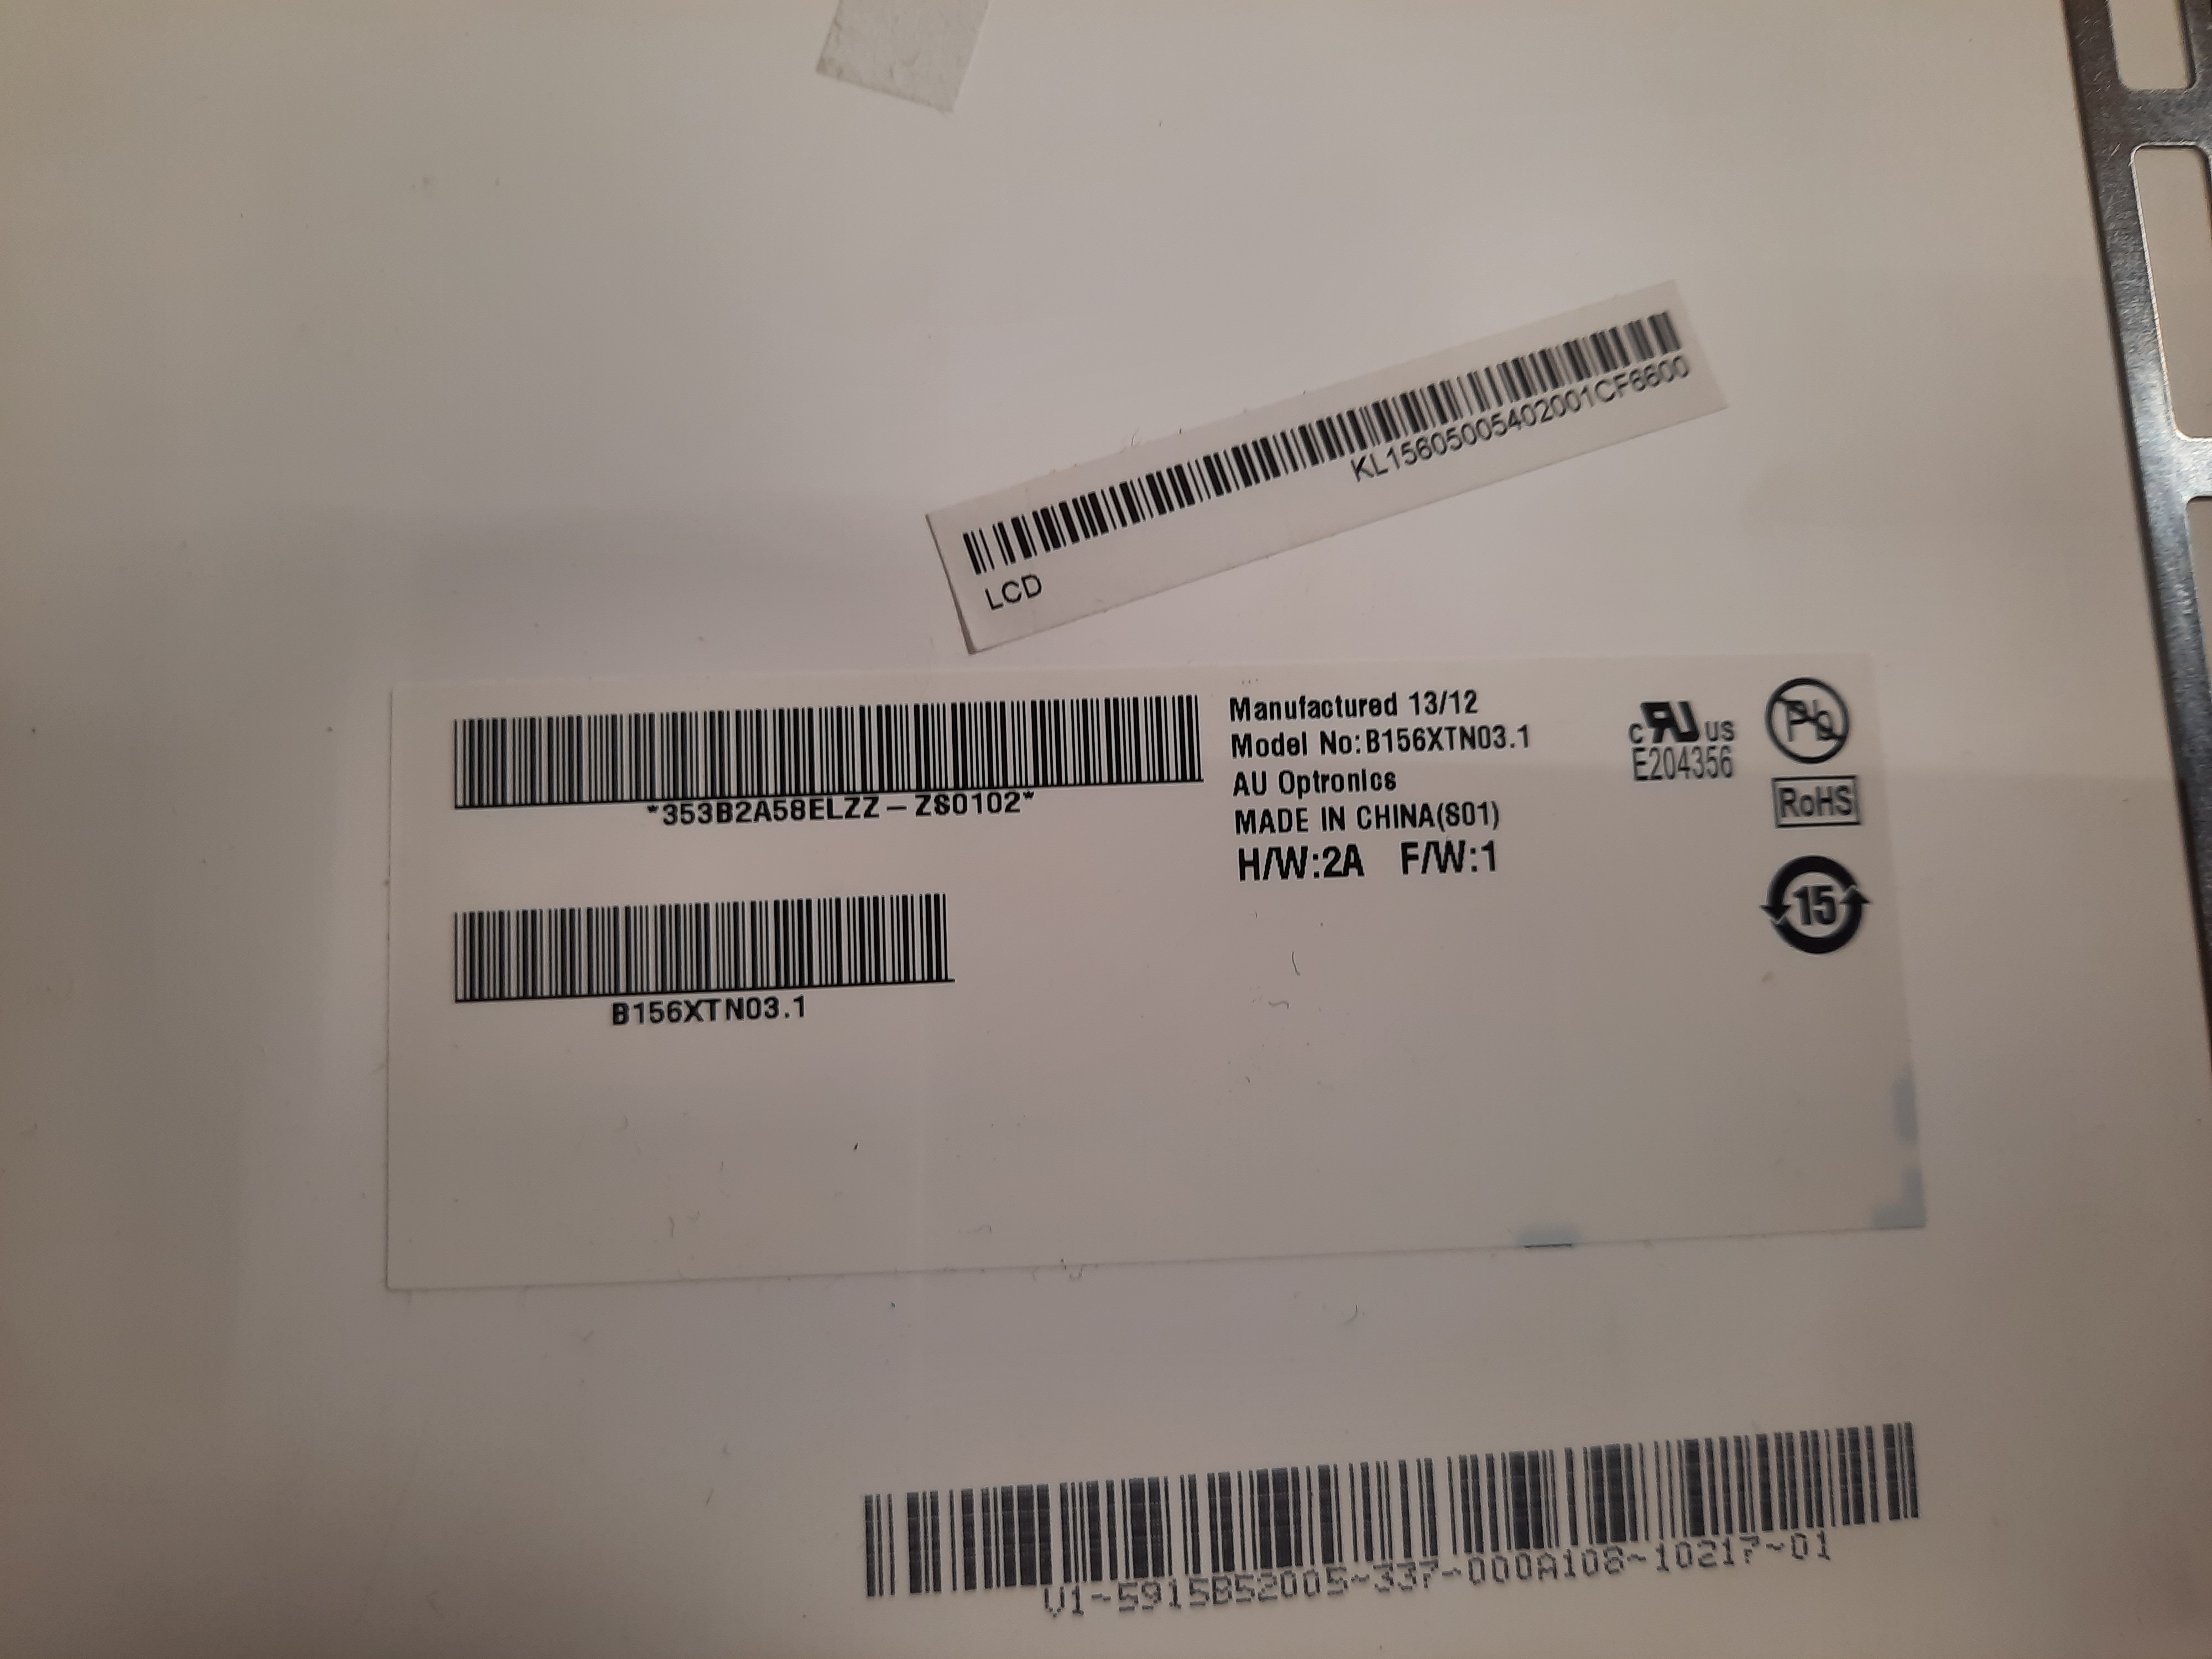 KL15605005402001CF6600
LCD
*353B2A58ELZZ-ZS0102*
Manufactured 13/12
Model No:B156XTN03.1
AU Optronics
MADE IN CHINA(S01)
H/W:2A F/W:1
c RU US
E204356
Pb
RoHS
15
B156XTN03.1
V1~5915B52005~337-000A108~10217~01